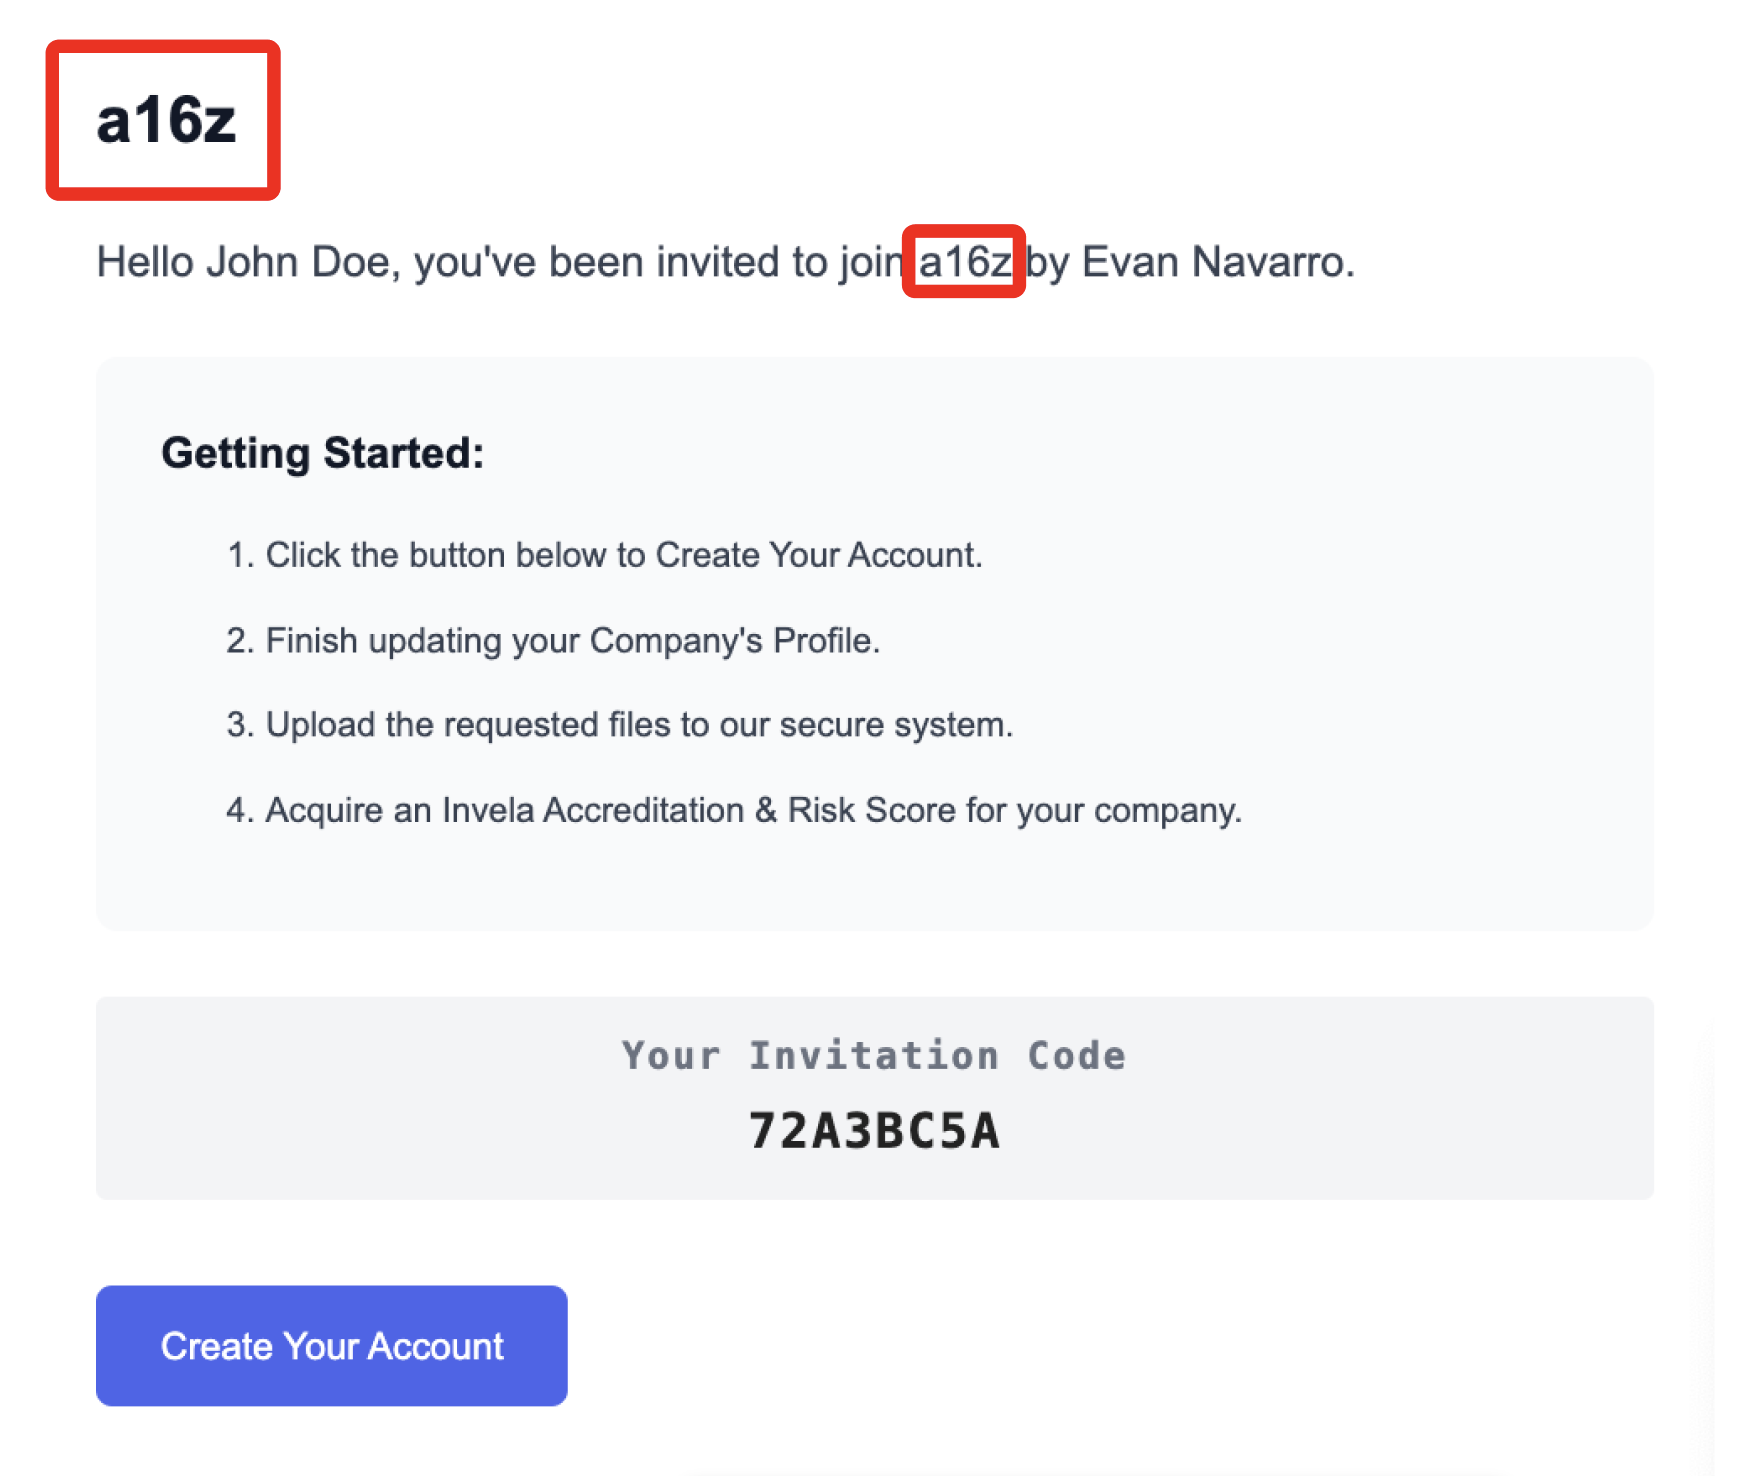 a16z
Hello John Doe, you've been invited to join a16z by Evan Navarro.
Getting Started:
1. Click the button below to Create Your Account.
2. Finish updating your Company's Profile.
3. Upload the requested files to our secure system.
4. Acquire an Invela Accreditation & Risk Score for your company.
Your Invitation Code
72A3BC5A
Create Your Account